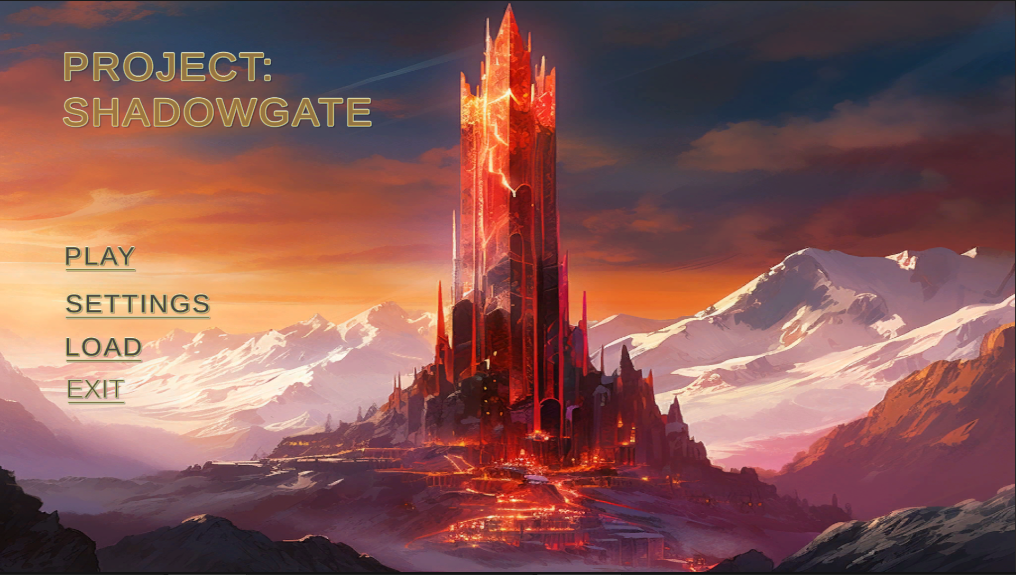 PROJECT:
SHADOWGATE
PLAY
SETTINGS
LOAD
EXIT